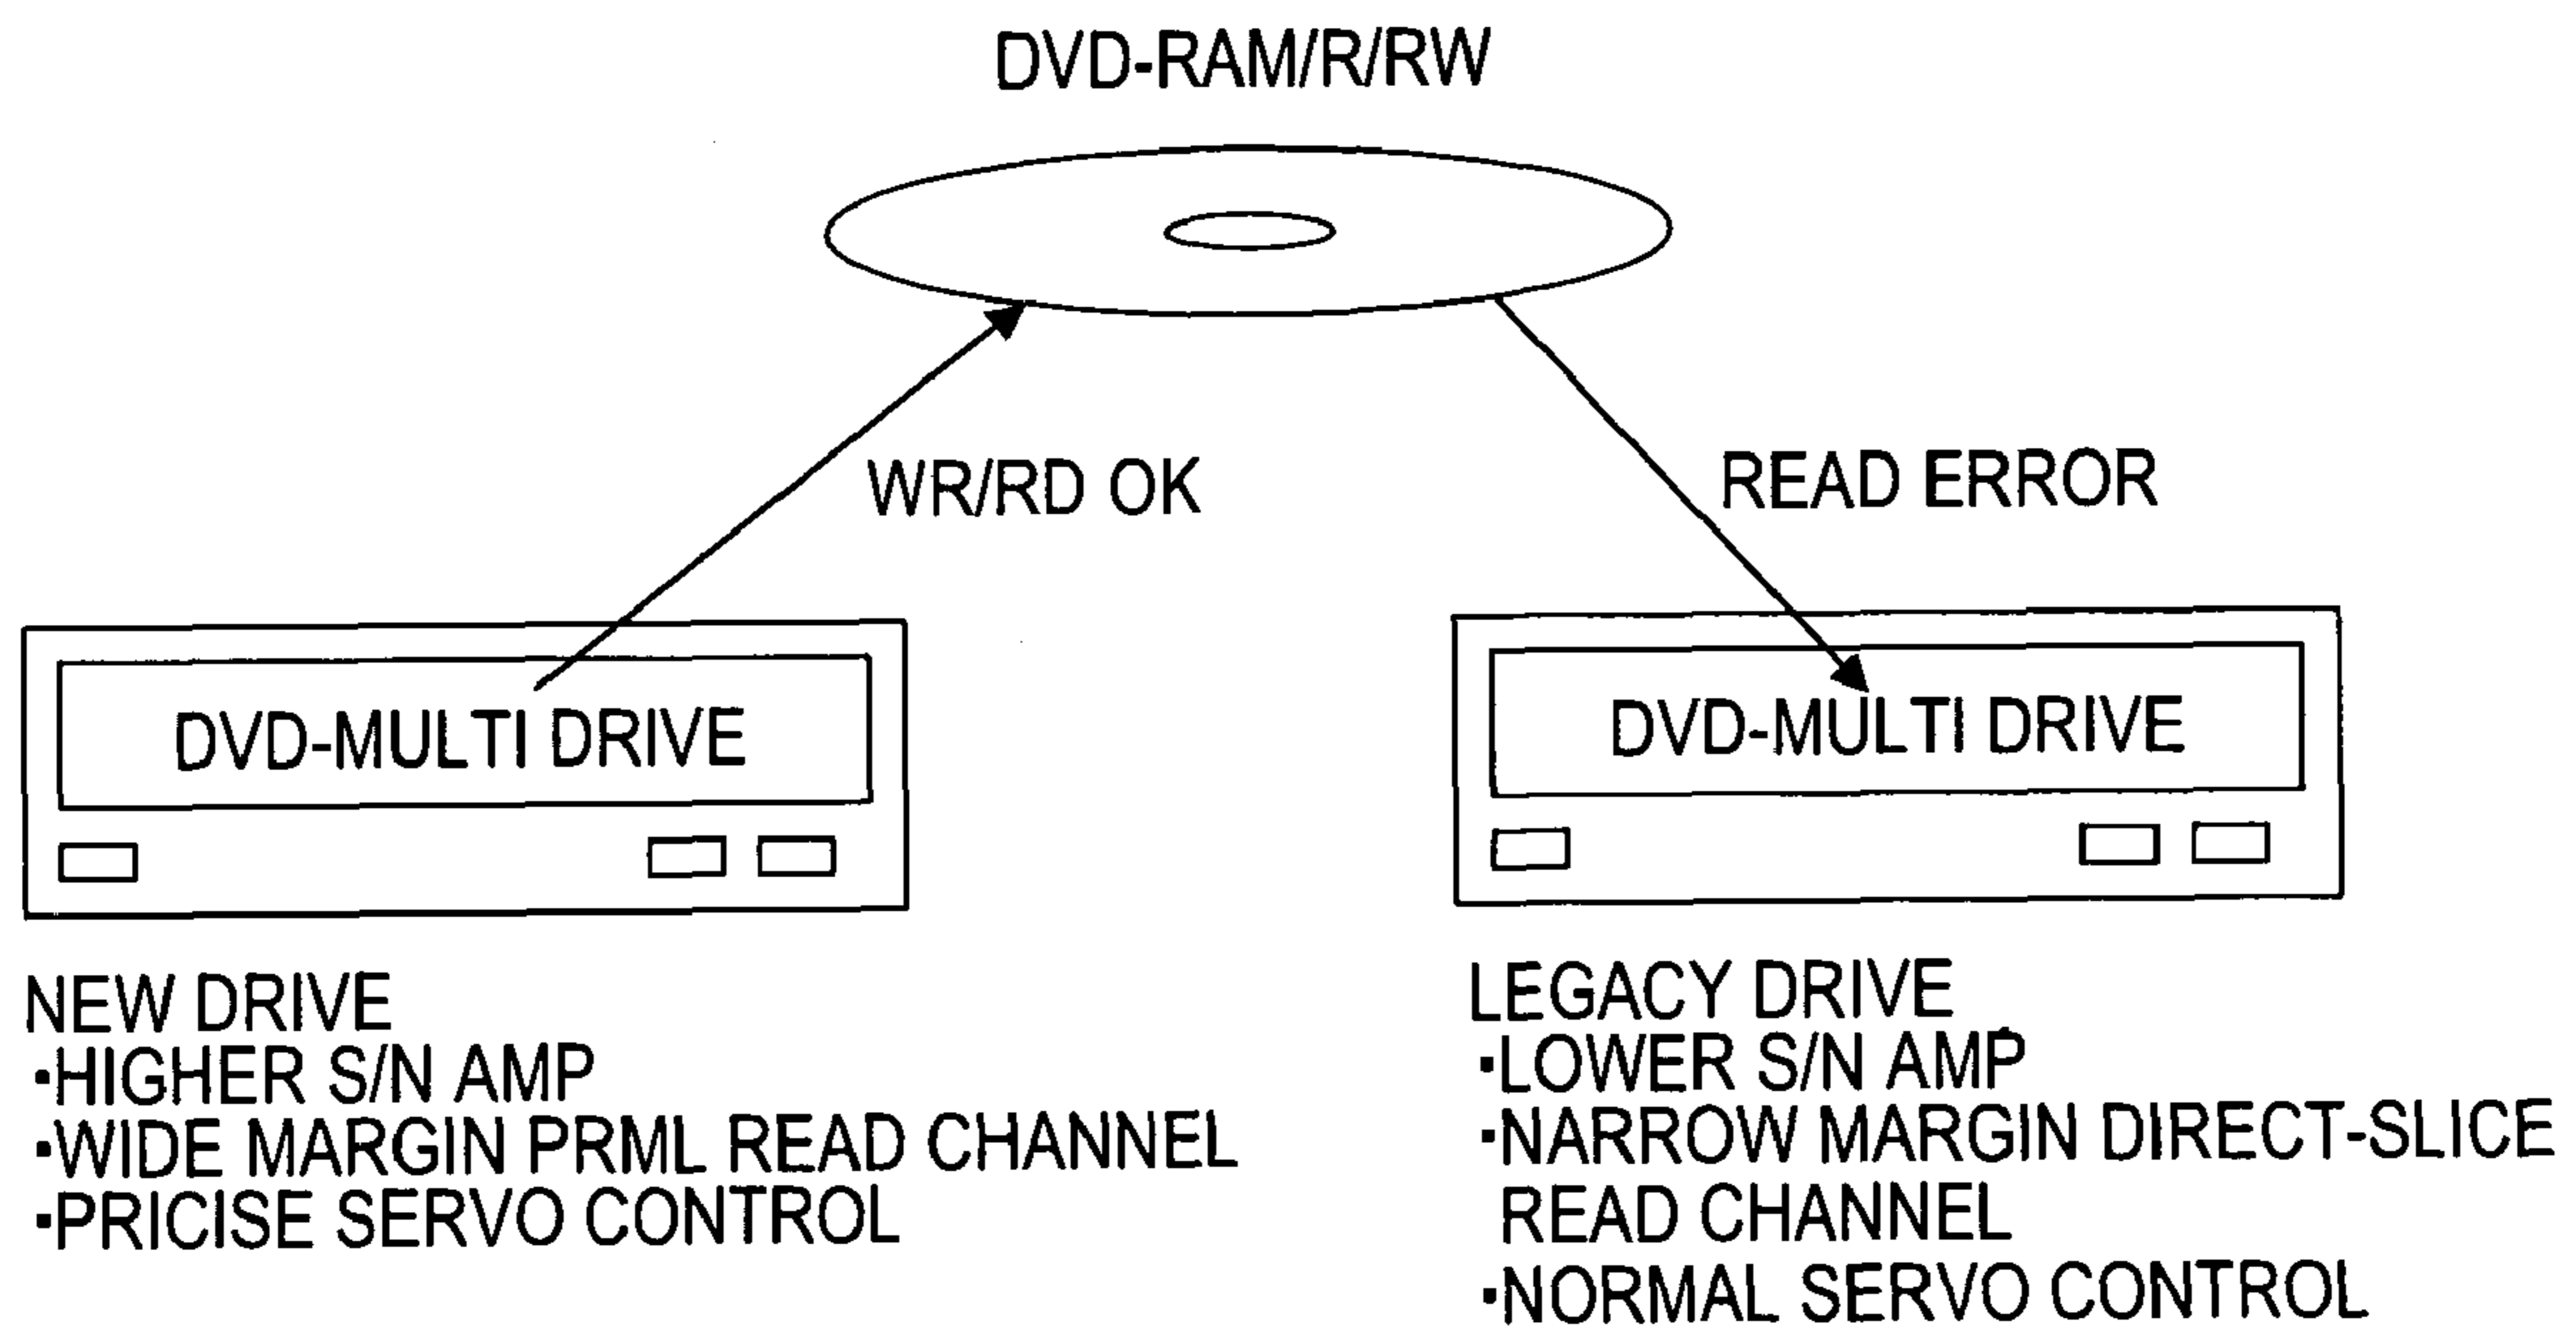 DVD-RAM/R/RW
WR/RD OK
READ ERROR
DVD-MULTI DRIVE
DVD-MULTI DRIVE
NEW DRIVE
·HIGHER S/N AMP
·WIDE MARGIN PRML READ CHANNEL
·PRICISE SERVO CONTROL
LEGACY DRIVE
·LOWER S/N AMP
·NARROW MARGIN DIRECT-SLICE
READ CHANNEL
·NORMAL SERVO CONTROL